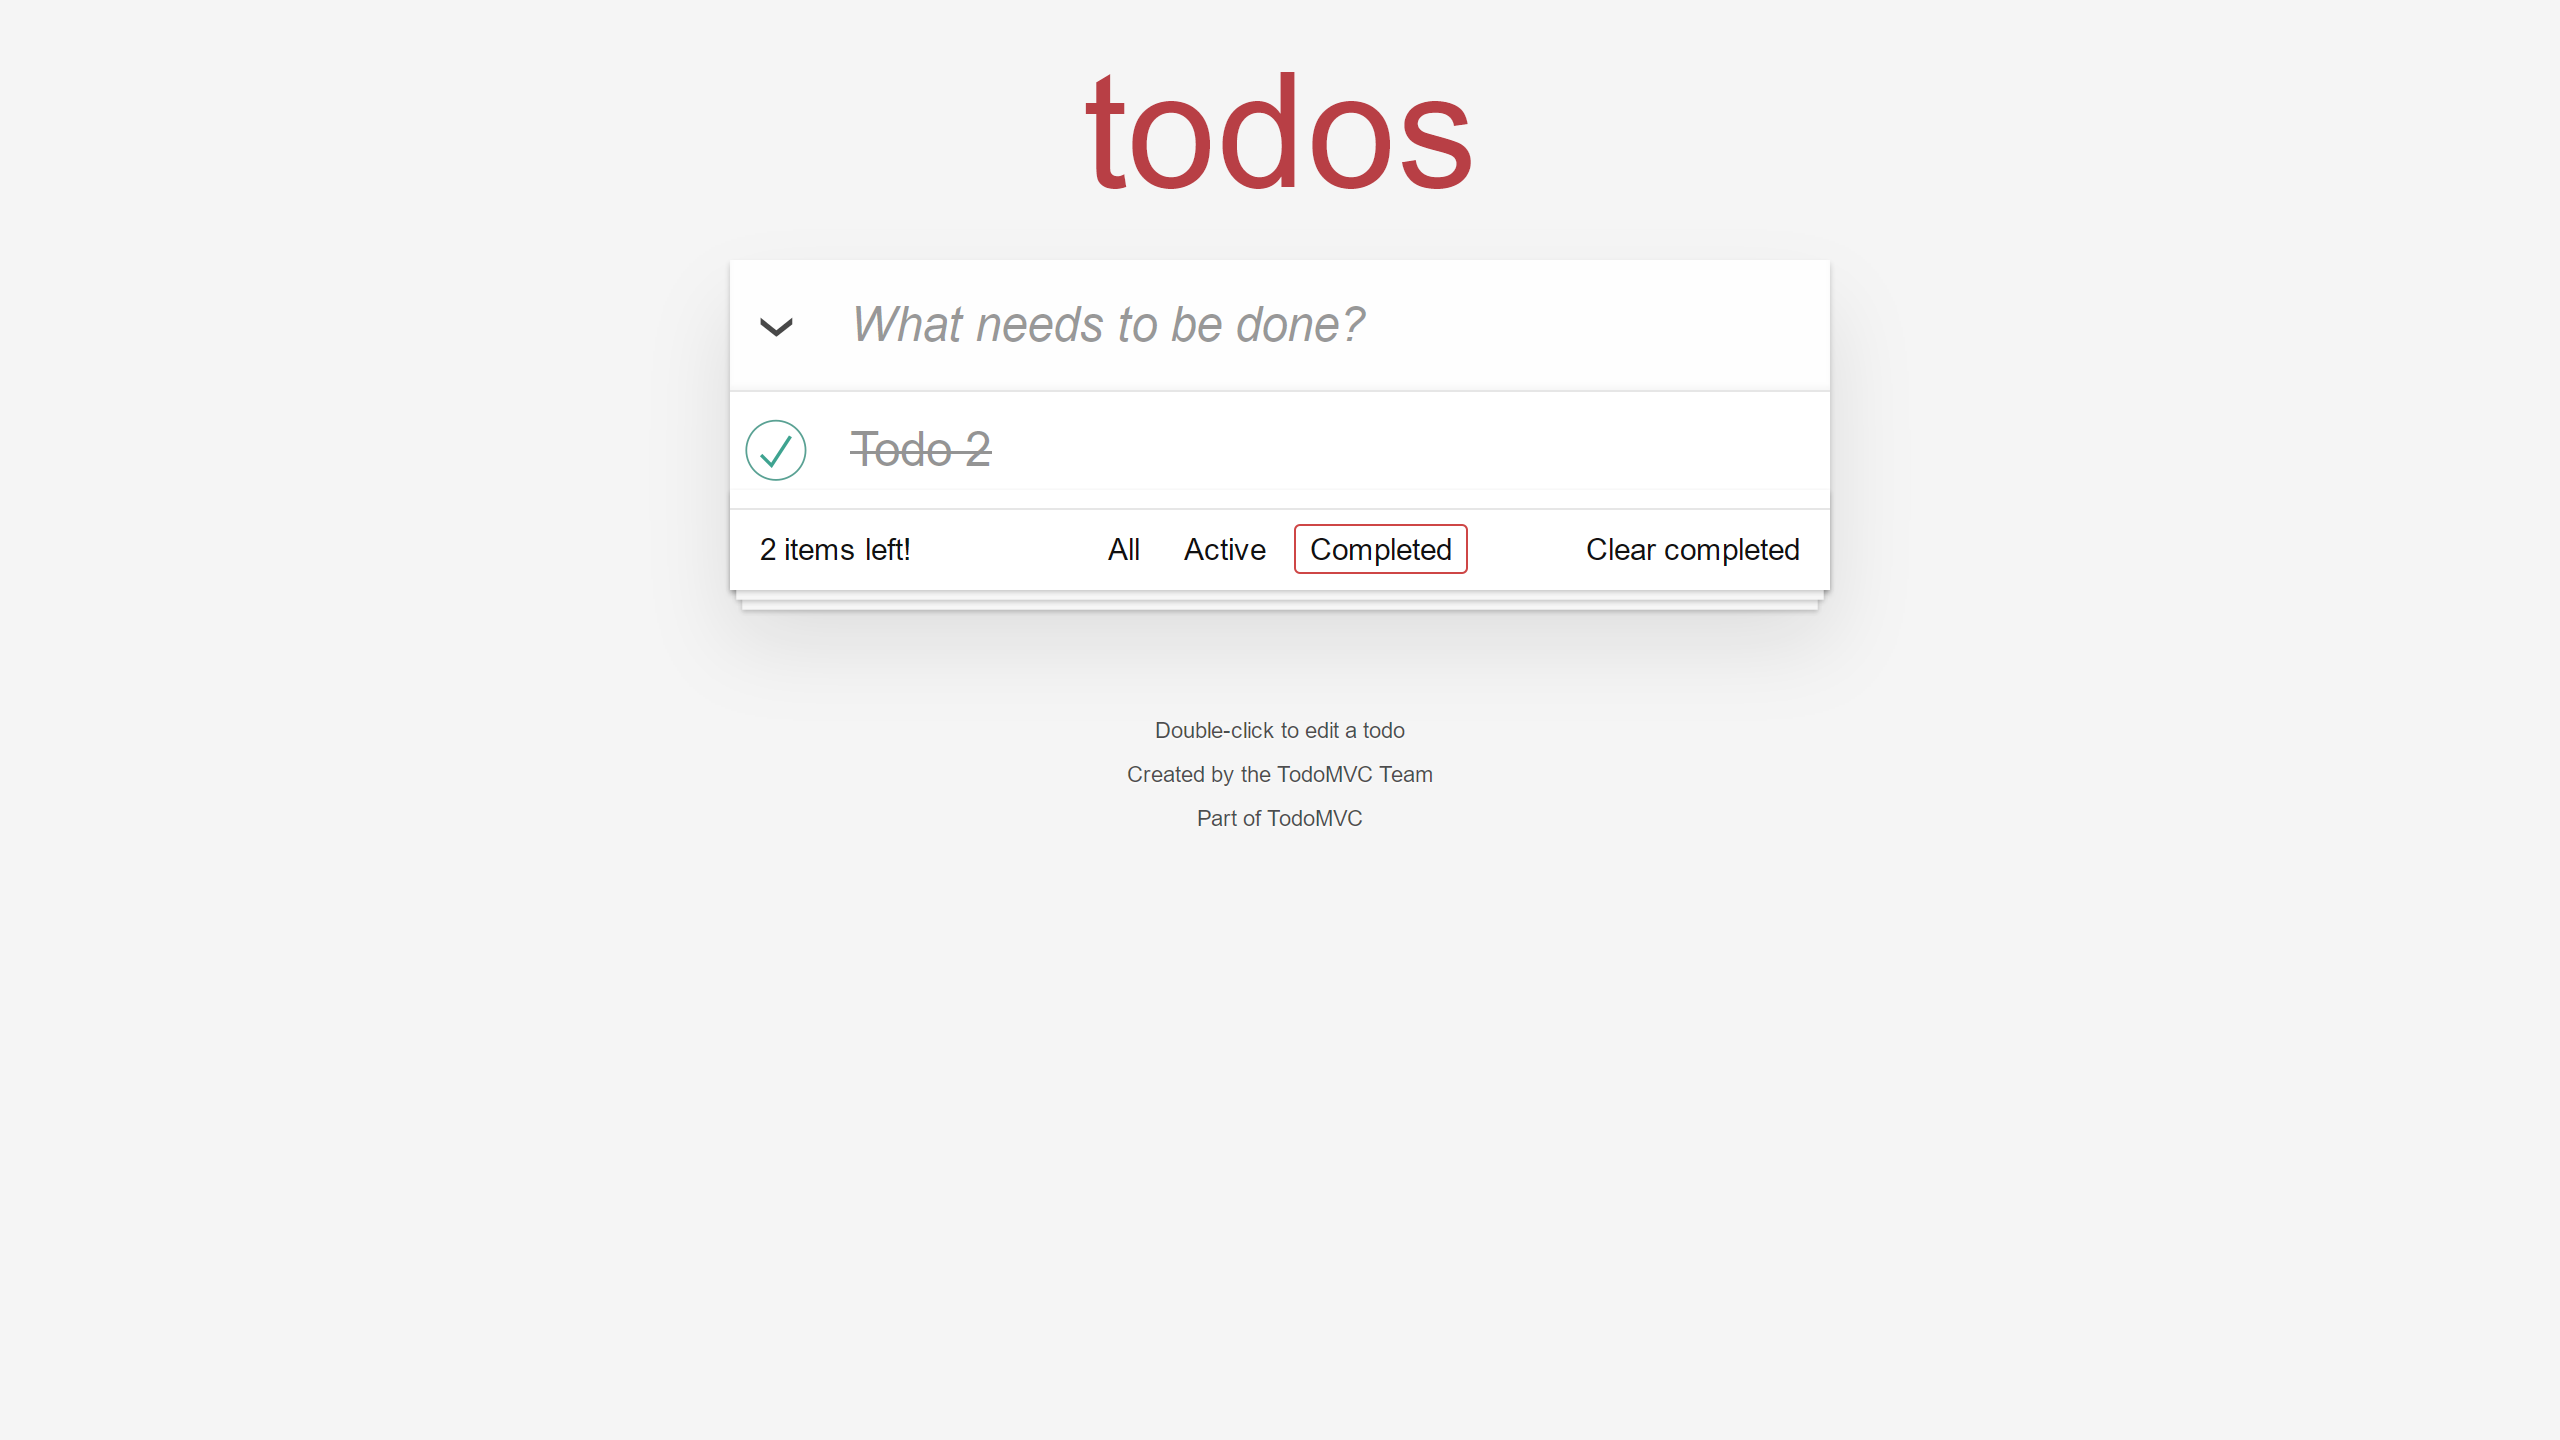 todos
What needs to be done?
Todo 2
2 items left!
All
Active
Completed
Clear completed
Double-click to edit a todo
Created by the TodoMVC Team
Part of TodoMVC